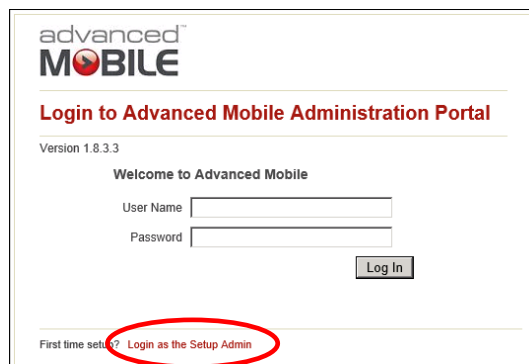 advanced™
MOBILE
Login to Advanced Mobile Administration Portal
Version 1.8.3.3
Welcome to Advanced Mobile
User Name
Password
Log In
First time setup? Login as the Setup Admin